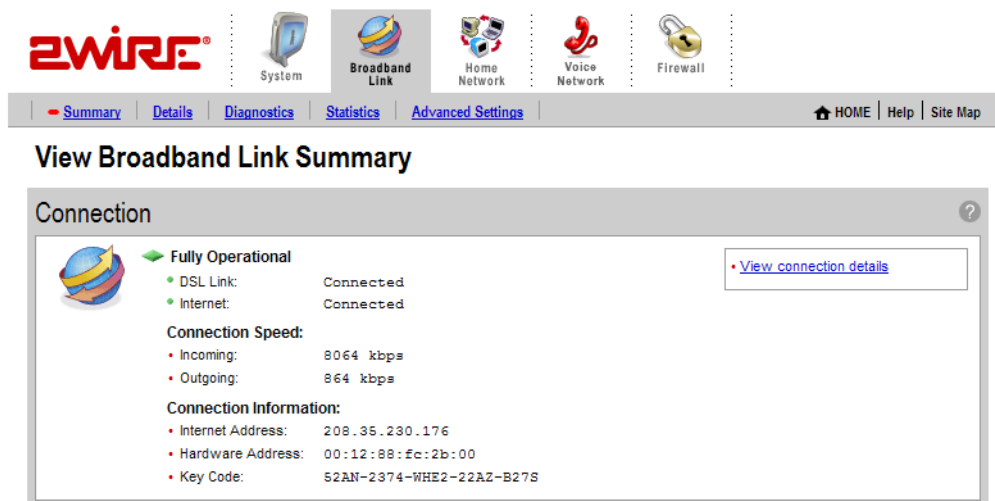 2WIRE®
System
Broadband Link
Home Network
Voice Network
Firewall
Summary | Details | Diagnostics | Statistics | Advanced Settings | HOME | Help | Site Map
View Broadband Link Summary
Connection ?
Fully Operational
DSL Link: Connected
Internet: Connected
View connection details
Connection Speed:
Incoming: 8064 kbps
Outgoing: 864 kbps
Connection Information:
Internet Address: 208.35.230.176
Hardware Address: 00:12:88:fc:2b:00
Key Code: 52AN-2374-WHE2-22AZ-B27S